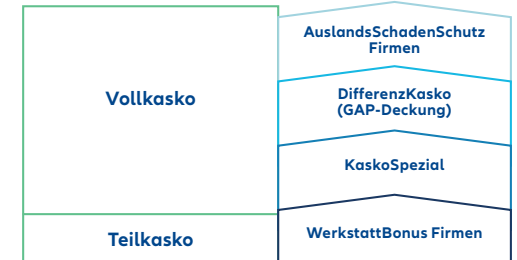 Vollkasko
Teilkasko
AuslandsSchadenSchutz
Firmen
DifferenzKasko
(GAP-Deckung)
KaskoSpezial
WerkstattBonus Firmen